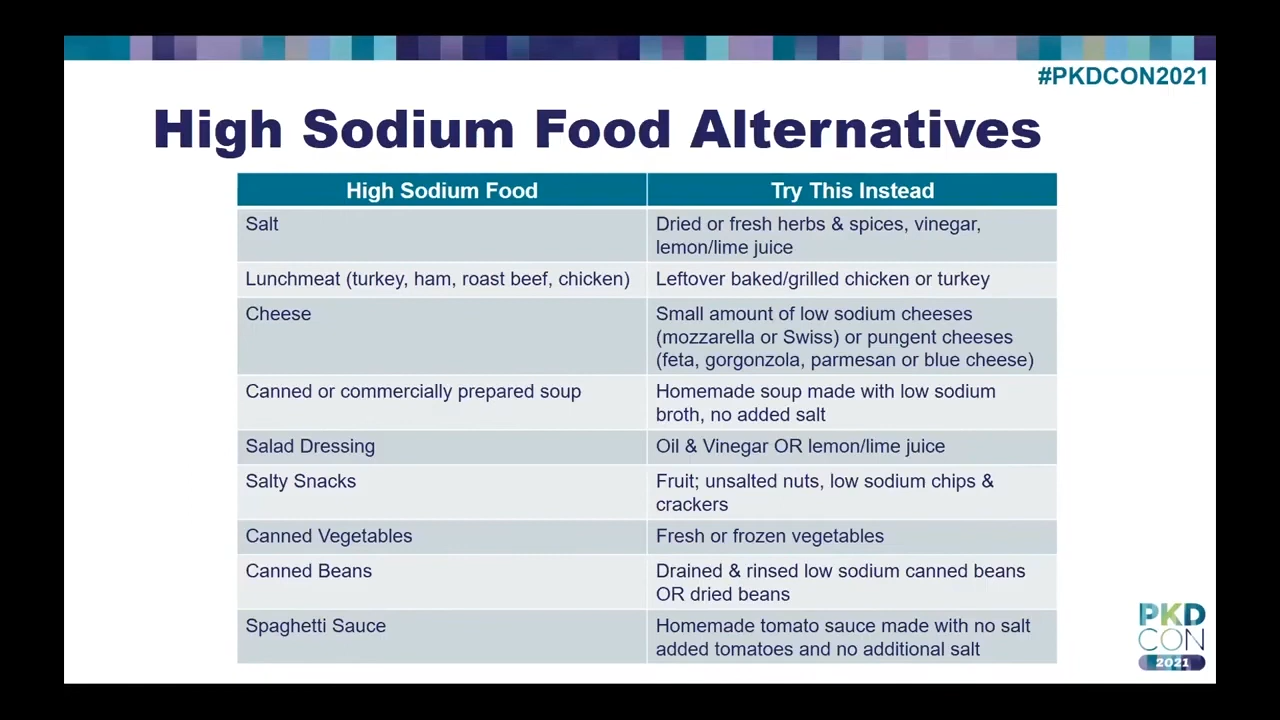 #PKDCON2021
High Sodium Food Alternatives
High Sodium Food
Try This Instead
Salt
Dried or fresh herbs & spices, vinegar,
lemon/lime juice
Lunchmeat (turkey, ham, roast beef, chicken)
Leftover baked/grilled chicken or turkey
Cheese
Small amount of low sodium cheeses
(mozzarella or Swiss) or pungent cheeses
(feta, gorgonzola, parmesan or blue cheese)
Canned or commercially prepared soup
Homemade soup made with low sodium
broth, no added salt
Salad Dressing
Oil & Vinegar OR lemon/lime juice
Salty Snacks
Fruit; unsalted nuts, low sodium chips &
crackers
Canned Vegetables
Fresh or frozen vegetables
Canned Beans
Drained & rinsed low sodium canned beans
OR dried beans
Spaghetti Sauce
Homemade tomato sauce made with no salt
added tomatoes and no additional salt
PKD
CON
2021